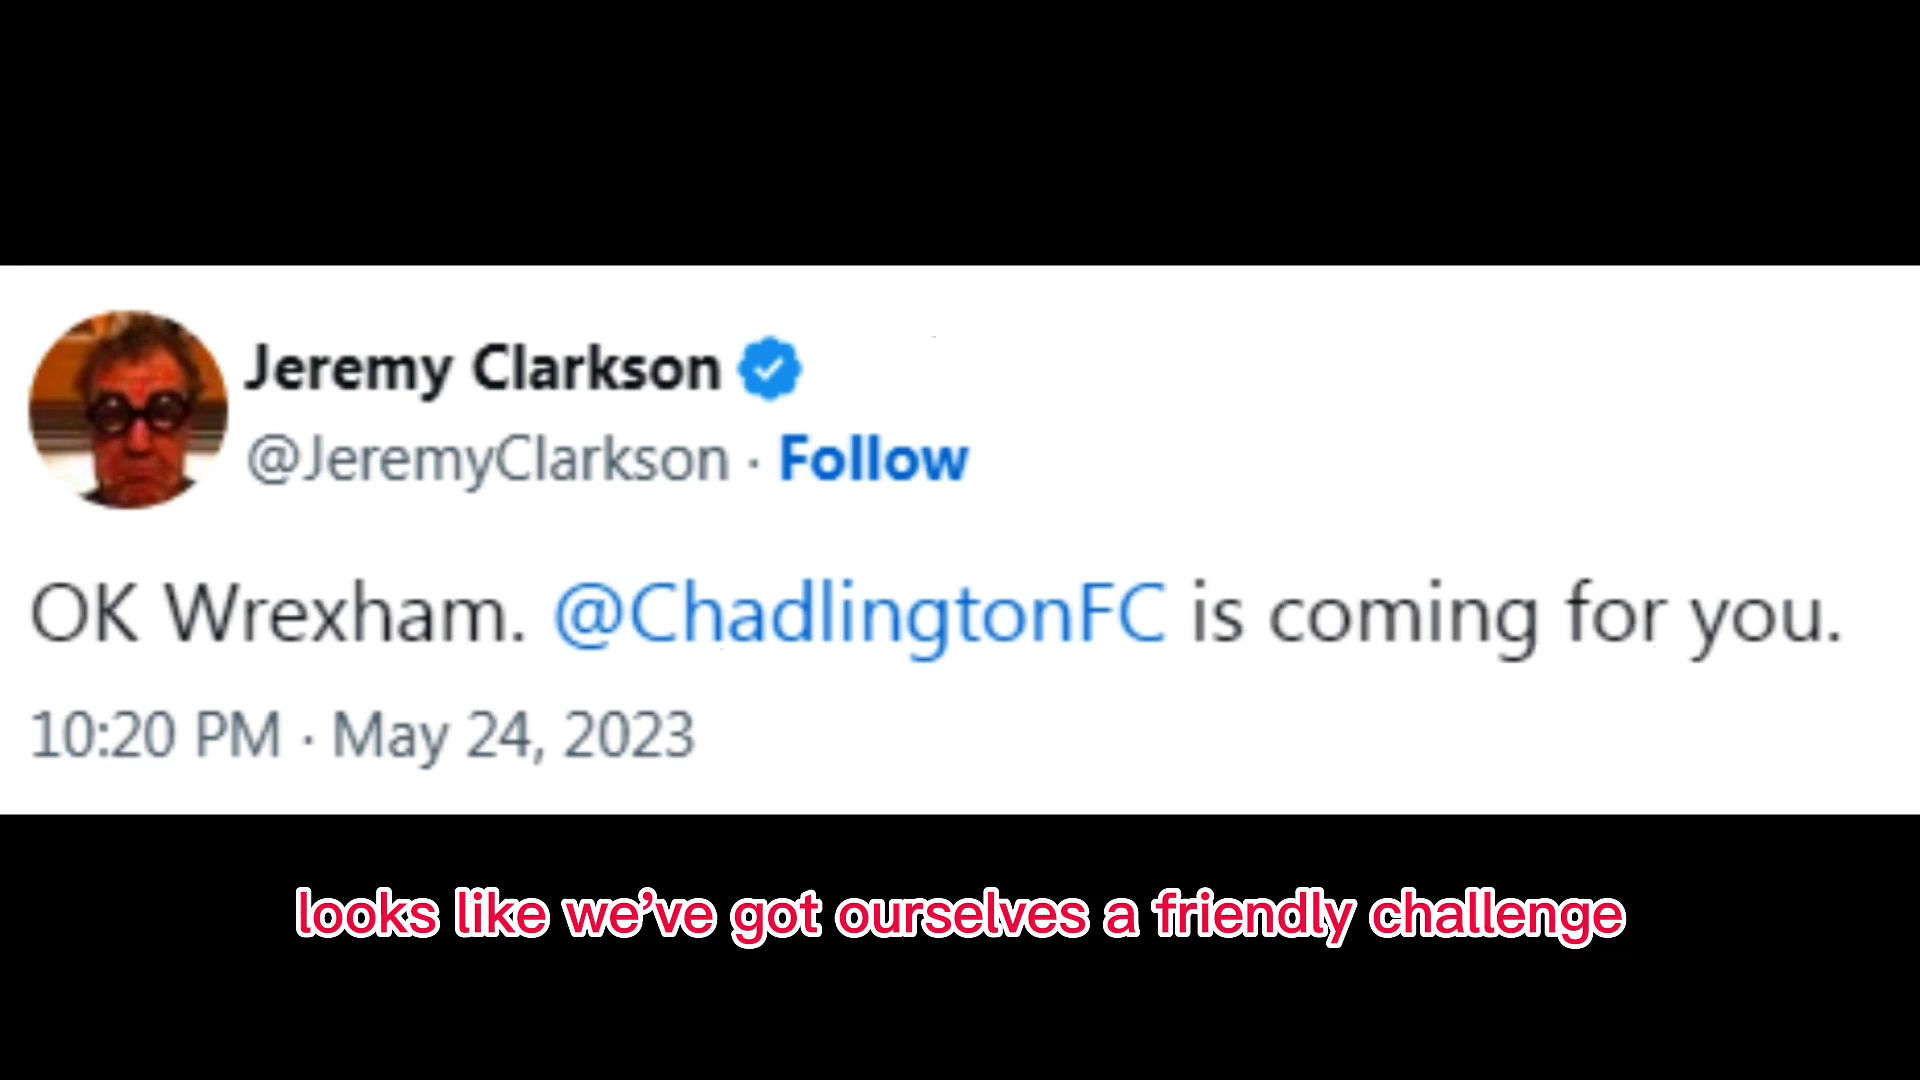 Jeremy Clarkson
@JeremyClarkson · Follow
OK Wrexham. @ChadlingtonFC is coming for you.
10:20 PM · May 24, 2023
looks like we’ve got ourselves a friendly challenge